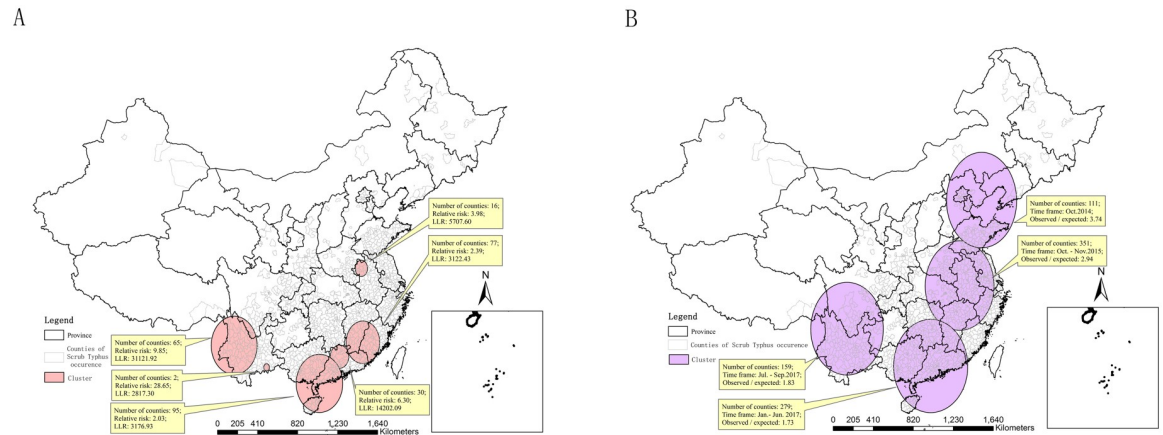 A
Number of counties: 16;
Relative risk: 3.98;
LLR: 5707.60
Number of counties: 77;
Relative risk: 2.39;
LLR: 3122.43
N
Legend
Province
Counties of
Scrub Typhus
occurence
Cluster
Number of counties: 65;
Relative risk: 9.85;
LLR: 31121.92
Number of counties: 2;
Relative risk: 28.65;
LLR: 2817.30
Number of counties: 95;
Relative risk: 2.03;
LLR: 3176.93
Number of counties: 30;
Relative risk: 6.30;
LLR: 14202.09
0 205 410 820 1,230 1,640
Kilometers
B
Number of counties: 111;
Time frame: Oct.2014;
Observed / expected: 3.74
Number of counties: 351;
Time frame: Oct. - Nov.2015;
Observed / expected: 2.94
N
Legend
Province
Counties of Scrub Typhus occurence
Cluster
Number of counties: 159;
Time frame: Jul. - Sep.2017;
Observed / expected: 1.83
Number of counties: 279;
Time frame: Jan.- Jun. 2017;
Observed / expected: 1.73
0 205 410 820 1,230 1,640
Kilometers